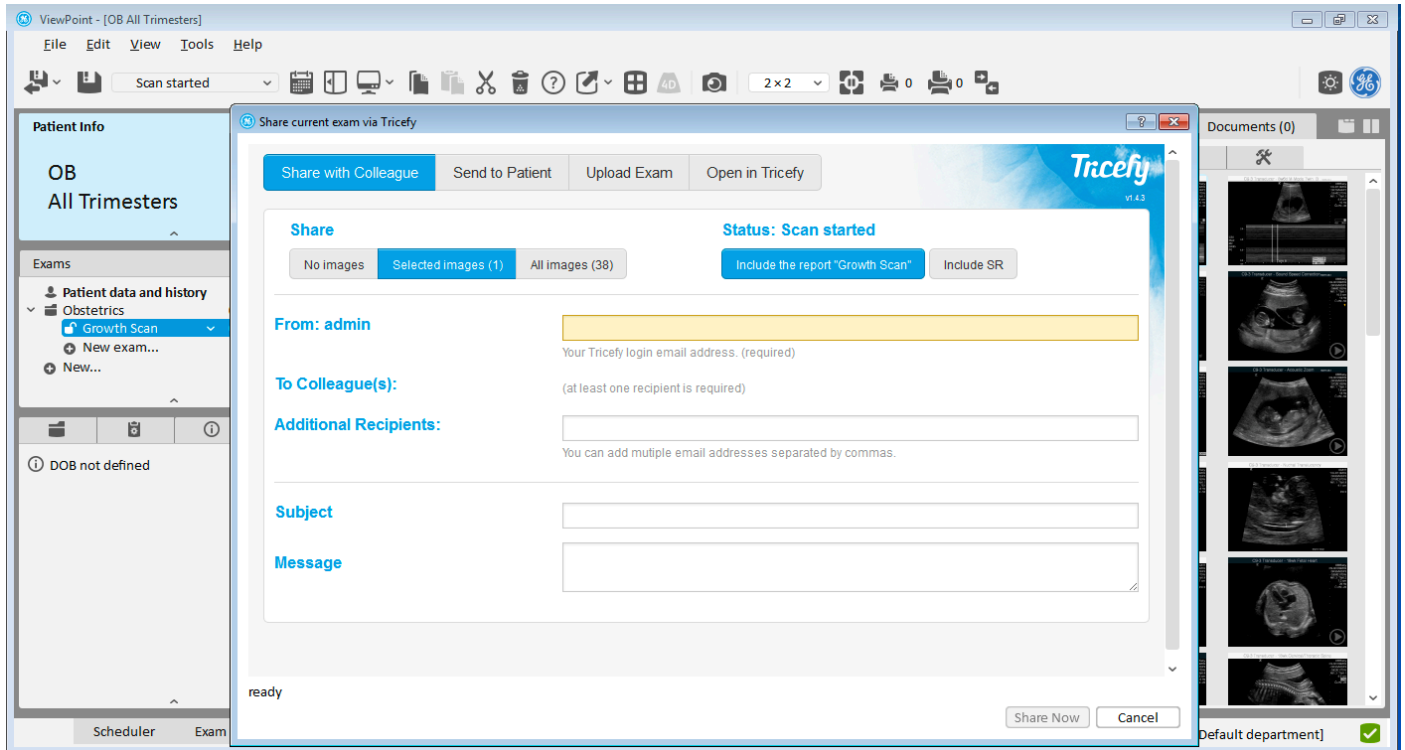 ViewPoint - [OB All Trimesters]
File Edit View Tools Help
Scan started
4D
2×2
0
0
Patient Info
OB
All Trimesters
Exams
Patient data and history
Obstetrics
Growth Scan
New exam...
New...
DOB not defined
Scheduler
Exam
Share current exam via Tricefy
Share with Colleague
Send to Patient
Upload Exam
Open in Tricefy
Tricefy
v1.4.3
Share
No images
Selected images (1)
All images (38)
Status: Scan started
Include the report "Growth Scan"
Include SR
From: admin
Your Tricefy login email address. (required)
To Colleague(s):
(at least one recipient is required)
Additional Recipients:
You can add mutiple email addresses separated by commas.
Subject
Message
ready
Share Now
Cancel
Documents (0)
Default department]